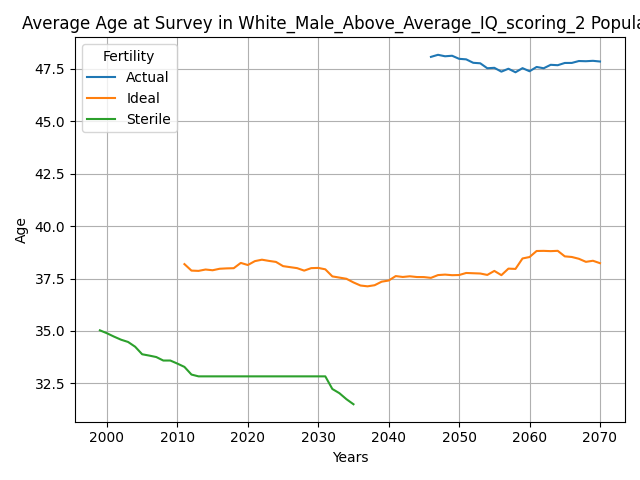 Average Age at Survey in White_Male_Above_Average_IQ_scoring_2 Popula
Fertility
Actual
Ideal
Sterile
Age
47.5
45.0
42.5
40.0
37.5
35.0
32.5
2000 2010 2020 2030 2040 2050 2060 2070
Years